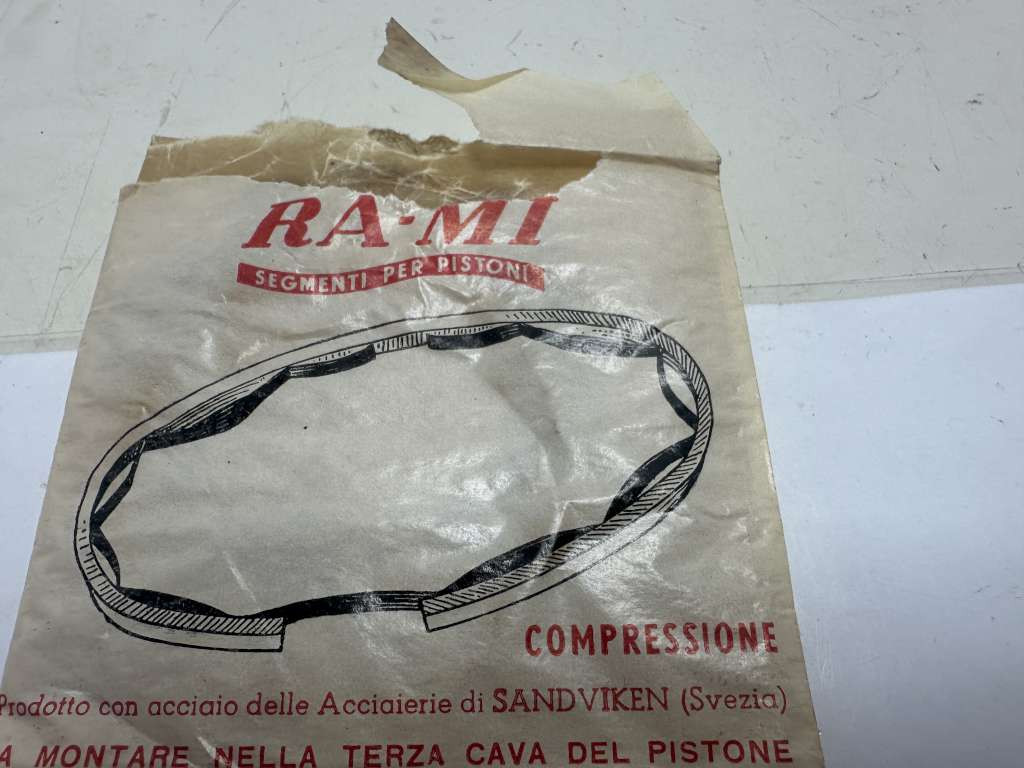 RA-MI
SEGMENTI PER PISTONI
COMPRESSIONE
Prodotto con acciaio delle Acciaierie di SANDVIKEN (Svezia)
A MONTARE NELLA TERZA CAVA DEL PISTONE